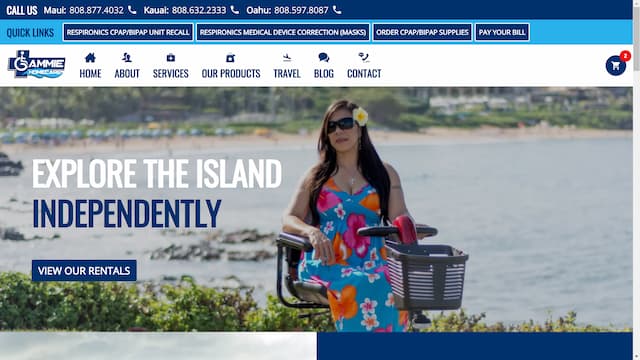 CALL US Maui: 808.877.4032 Kauai: 808.632.2333 Oahu: 808.597.8087
QUICK LINKS RESPIRONICS CPAP/BIPAP UNIT RECALL RESPIRONICS MEDICAL DEVICE CORRECTION (MASKS) ORDER CPAP/BIPAP SUPPLIES PAY YOUR BILL
GAMMIE
HOMECARE
HOME ABOUT SERVICES OUR PRODUCTS TRAVEL BLOG CONTACT
2
EXPLORE THE ISLAND
INDEPENDENTLY
VIEW OUR RENTALS